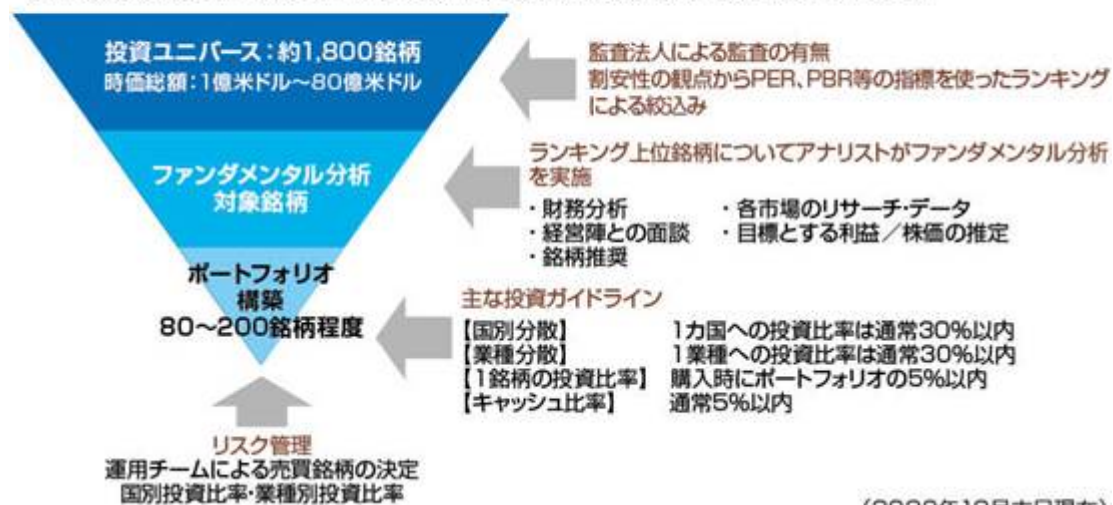 投資ユニバース：約1,800銘柄
時価総額：1億米ドル～80億米ドル
監査法人による監査の有無
割安性の観点からPER、PBR等の指標を使ったランキング
による絞込み
ファンダメンタル分析
対象銘柄
ランキング上位銘柄についてアナリストがファンダメンタル分析
を実施
・財務分析 ・各市場のリサーチ・データ
・経営陣との面談 ・目標とする利益／株価の推定
・銘柄推奨
ポートフォリオ
構築
80～200銘柄程度
主な投資ガイドライン
【国別分散】 1カ国への投資比率は通常30%以内
【業種分散】 1業種への投資比率は通常30%以内
【1銘柄の投資比率】 購入時にポートフォリオの5%以内
【キャッシュ比率】 通常5%以内
リスク管理
運用チームによる売買銘柄の決定
国別投資比率・業種別投資比率